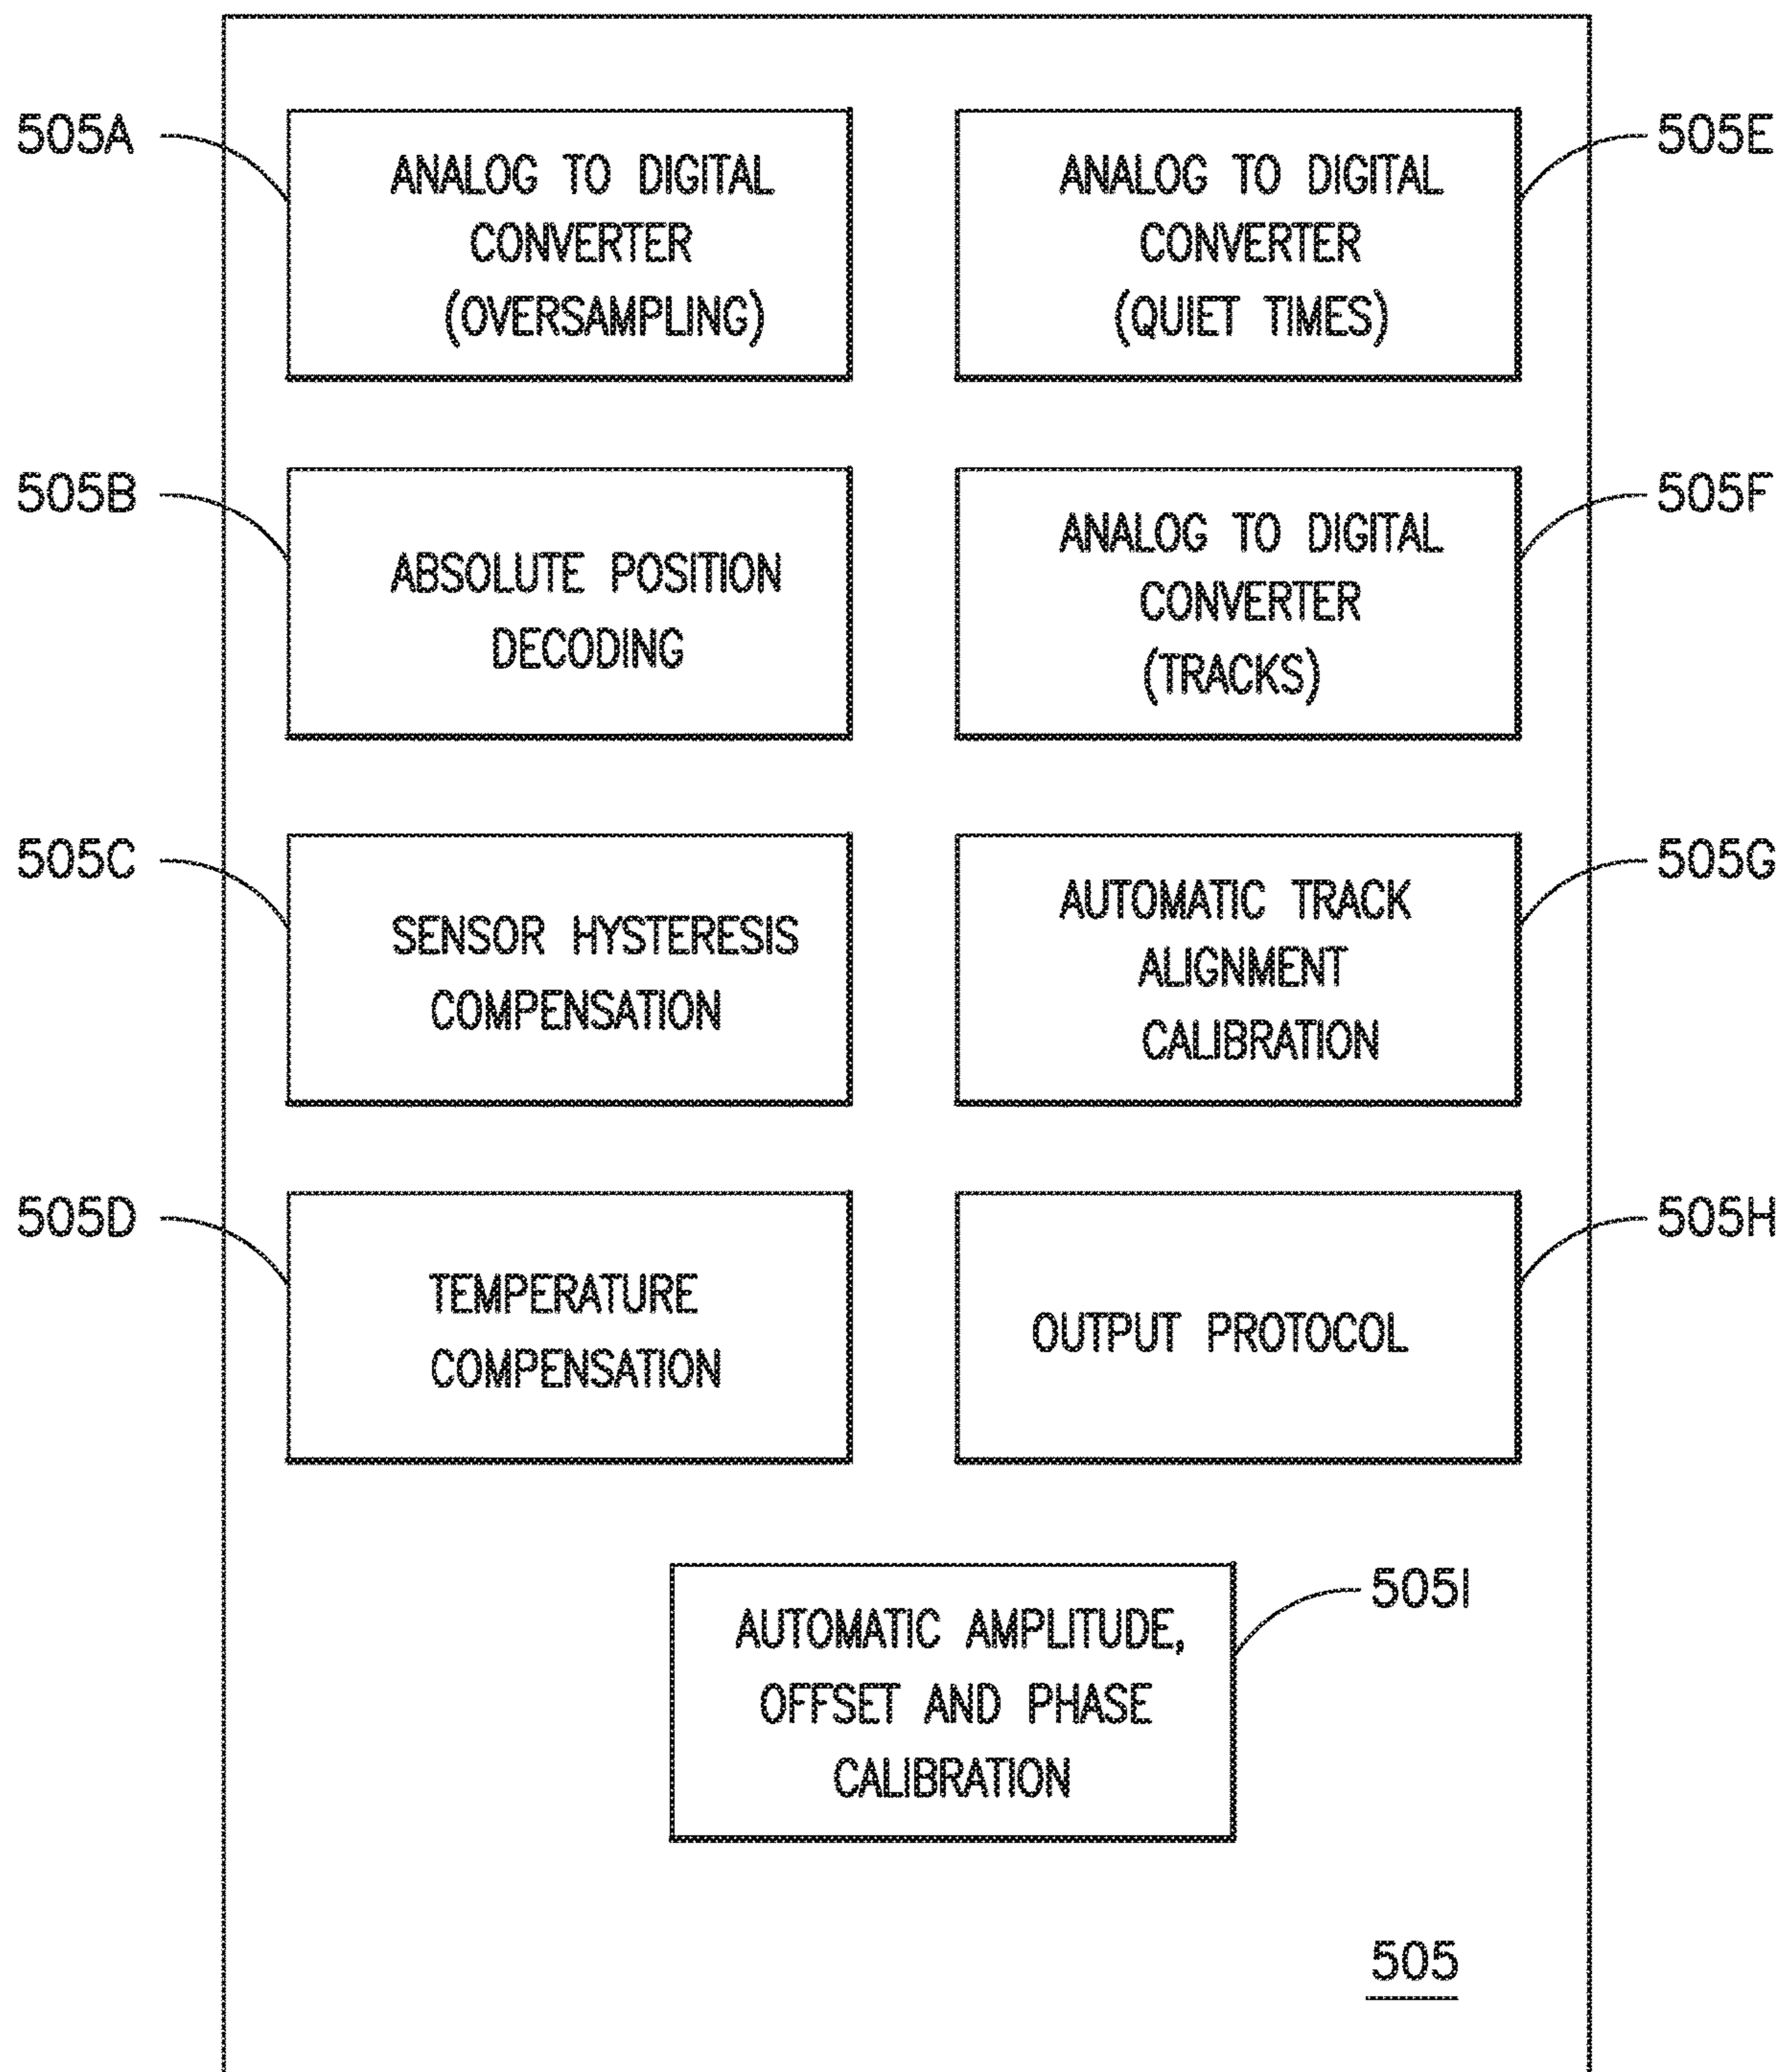 505A
ANALOG TO DIGITAL
CONVERTER
(OVERSAMPLING)
505E
ANALOG TO DIGITAL
CONVERTER
(QUIET TIMES)
505B
ABSOLUTE POSITION
DECODING
505F
ANALOG TO DIGITAL
CONVERTER
(TRACKS)
505C
SENSOR HYSTERESIS
COMPENSATION
505G
AUTOMATIC TRACK
ALIGNMENT
CALIBRATION
505D
TEMPERATURE
COMPENSATION
505H
OUTPUT PROTOCOL
505I
AUTOMATIC AMPLITUDE,
OFFSET AND PHASE
CALIBRATION
505